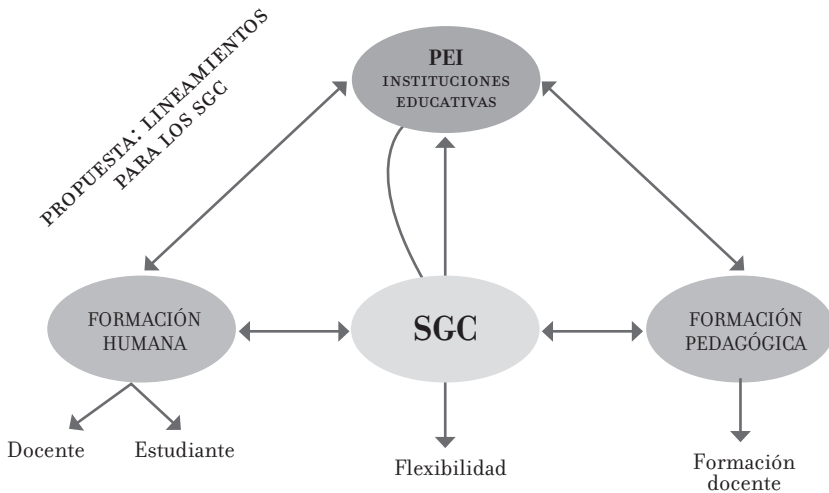 PROPUESTA: LINEAMIENTOS
PARA LOS SGC
PEI
INSTITUCIONES
EDUCATIVAS
FORMACIÓN
HUMANA
SGC
FORMACIÓN
PEDAGÓGICA
Docente
Estudiante
Flexibilidad
Formación
docente